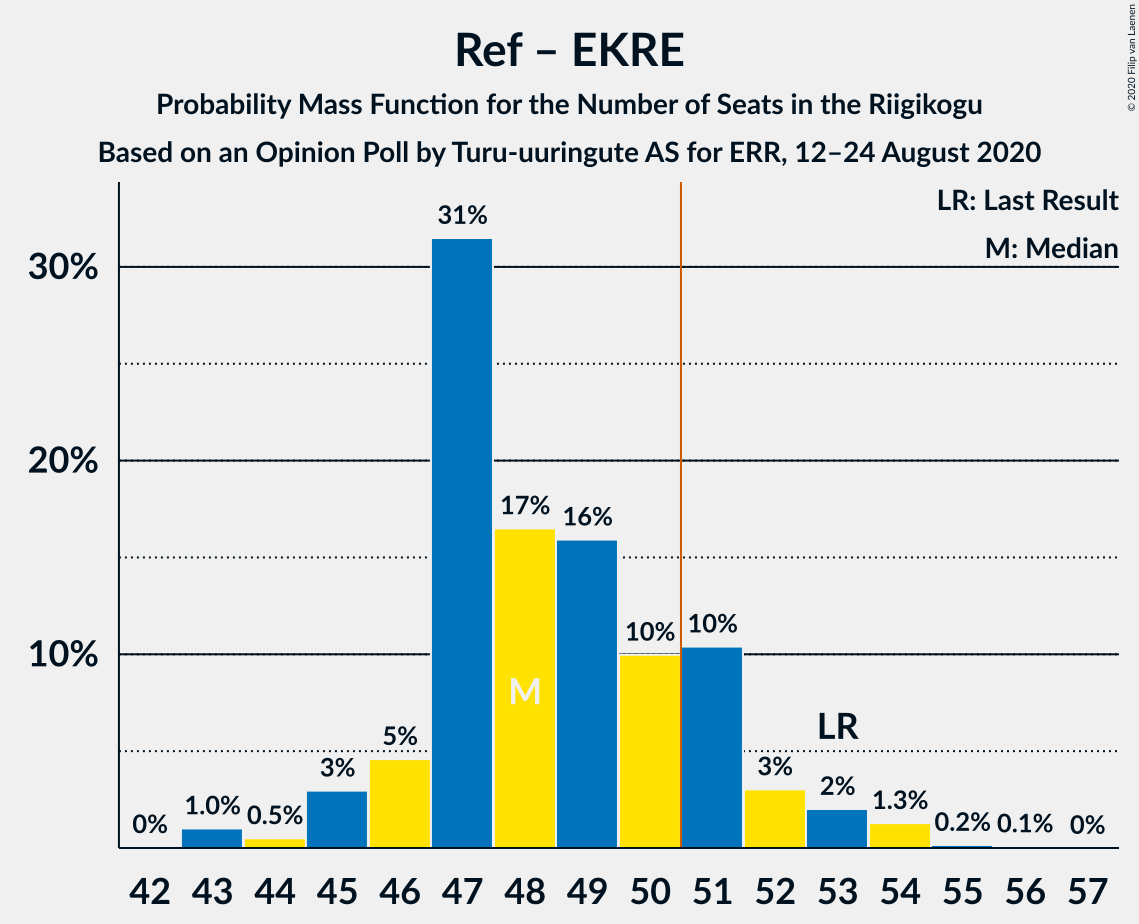 © 2020 Filip van Laenen
Ref – EKRE
Probability Mass Function for the Number of Seats in the Riigikogu
Based on an Opinion Poll by Turu-uuringute AS for ERR, 12–24 August 2020
LR: Last Result
M: Median
30%
20%
10%
0%
1.0%
0.5%
3%
5%
31%
17%
16%
10%
10%
3%
2%
1.3%
0.2%
0.1%
0%
M
LR
42 43 44 45 46 47 48 49 50 51 52 53 54 55 56 57